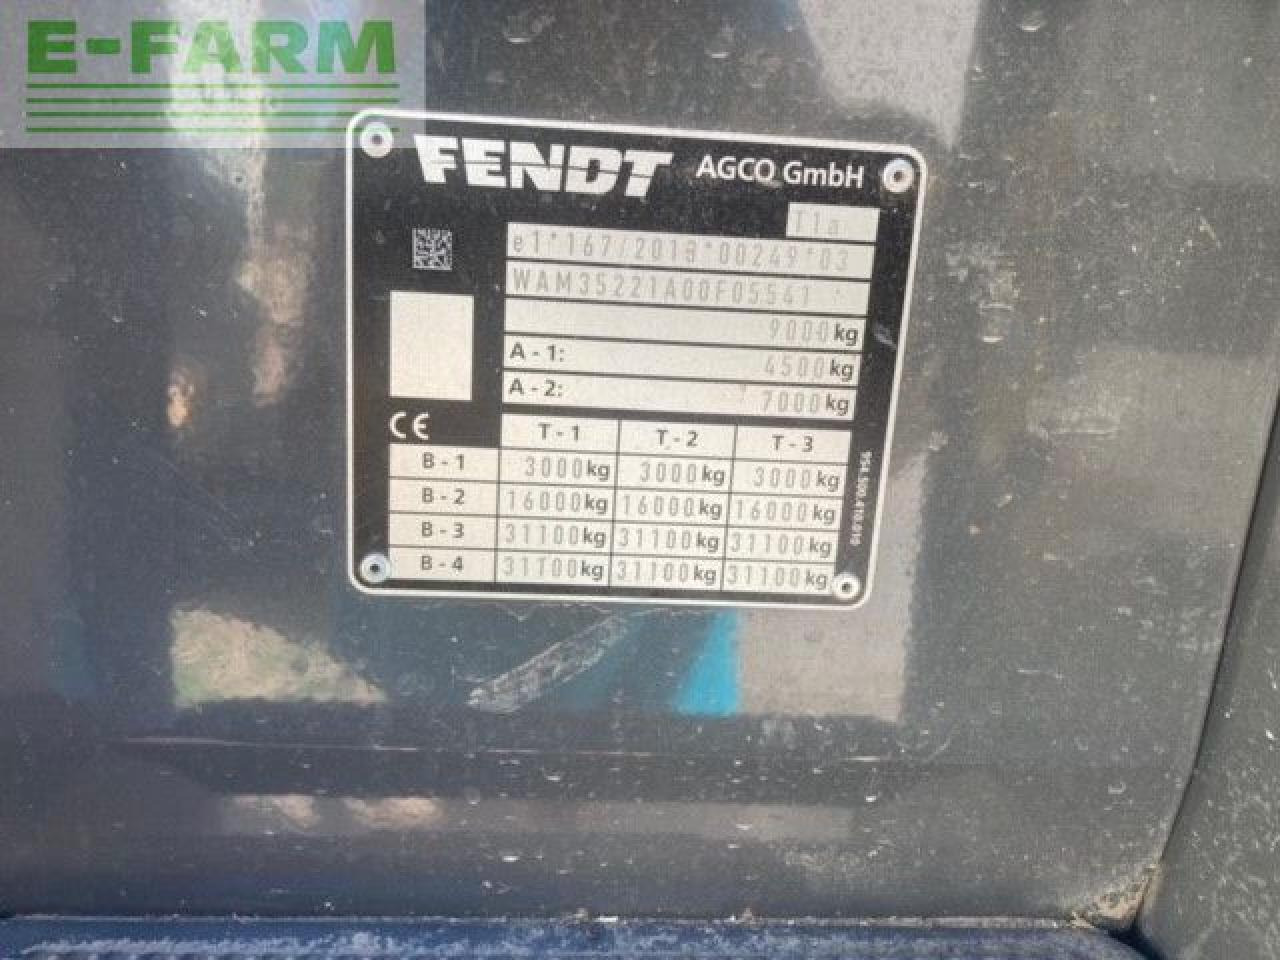 E-FARM
FENDT AGCO GmbH
T1a
e1*167/2013*00249*03
WAM35221A00F05541
9000kg
A - 1: 4500kg
A - 2: 7000kg
CE
T - 1 T - 2 T - 3
B - 1 3000kg 3000kg 3000kg
B - 2 16000kg 16000kg 16000kg
B - 3 31100kg 31100kg 31100kg
B - 4 31100kg 31100kg 31100kg